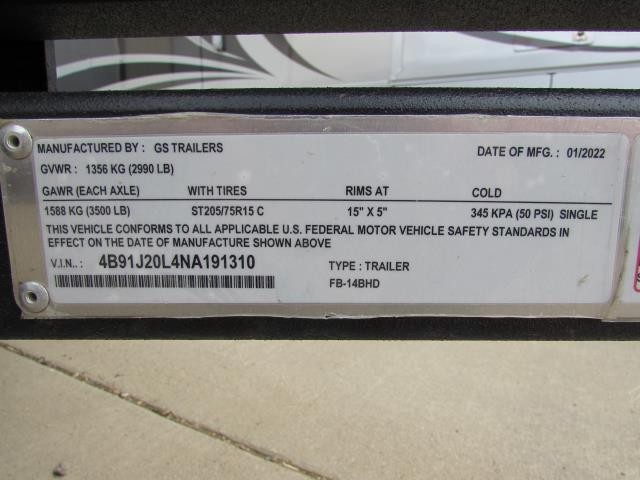 MANUFACTURED BY : GS TRAILERS DATE OF MFG. : 01/2022
GVWR : 1356 KG (2990 LB)
GAWR (EACH AXLE) WITH TIRES RIMS AT COLD
1588 KG (3500 LB) ST205/75R15 C 15" X 5" 345 KPA (50 PSI) SINGLE
THIS VEHICLE CONFORMS TO ALL APPLICABLE U.S. FEDERAL MOTOR VEHICLE SAFETY STANDARDS IN
EFFECT ON THE DATE OF MANUFACTURE SHOWN ABOVE
V.I.N.. : 4B91J20L4NA191310 TYPE : TRAILER
FB-14BHD